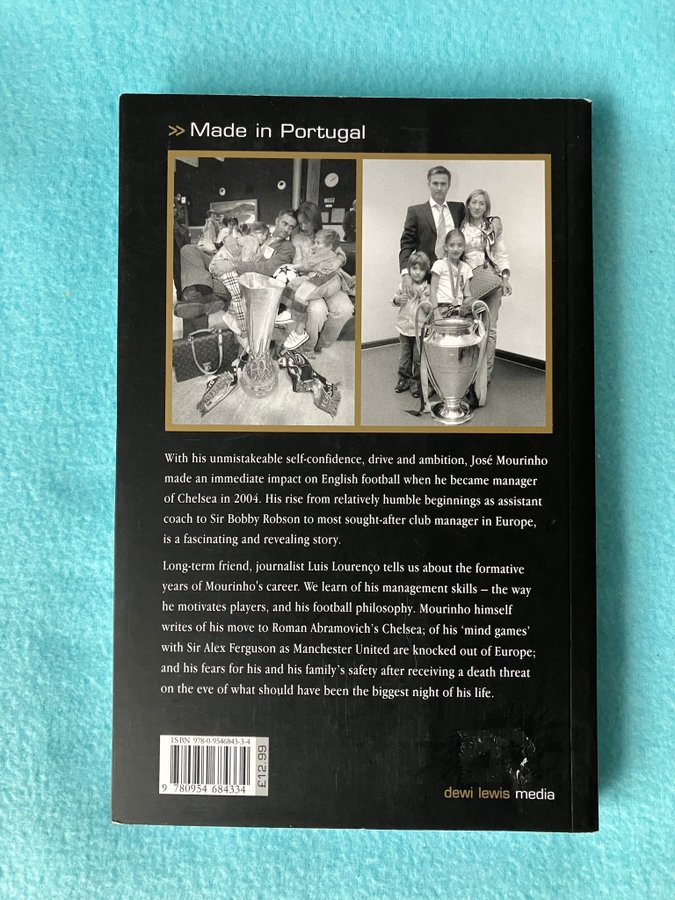 >> Made in Portugal
With his unmistakeable self-confidence, drive and ambition, José Mourinho
made an immediate impact on English football when he became manager
of Chelsea in 2004. His rise from relatively humble beginnings as assistant
coach to Sir Bobby Robson to most sought-after club manager in Europe,
is a fascinating and revealing story.
Long-term friend, journalist Luis Lourenço tells us about the formative
years of Mourinho's career. We learn of his management skills – the way
he motivates players, and his football philosophy. Mourinho himself
writes of his move to Roman Abramovich's Chelsea; of his 'mind games'
with Sir Alex Ferguson as Manchester United are knocked out of Europe;
and his fears for his and his family's safety after receiving a death threat
on the eve of what should have been the biggest night of his life.
ISBN 978-0-9546843-3-4
9 780954 684334
£12.99
dewi lewis media